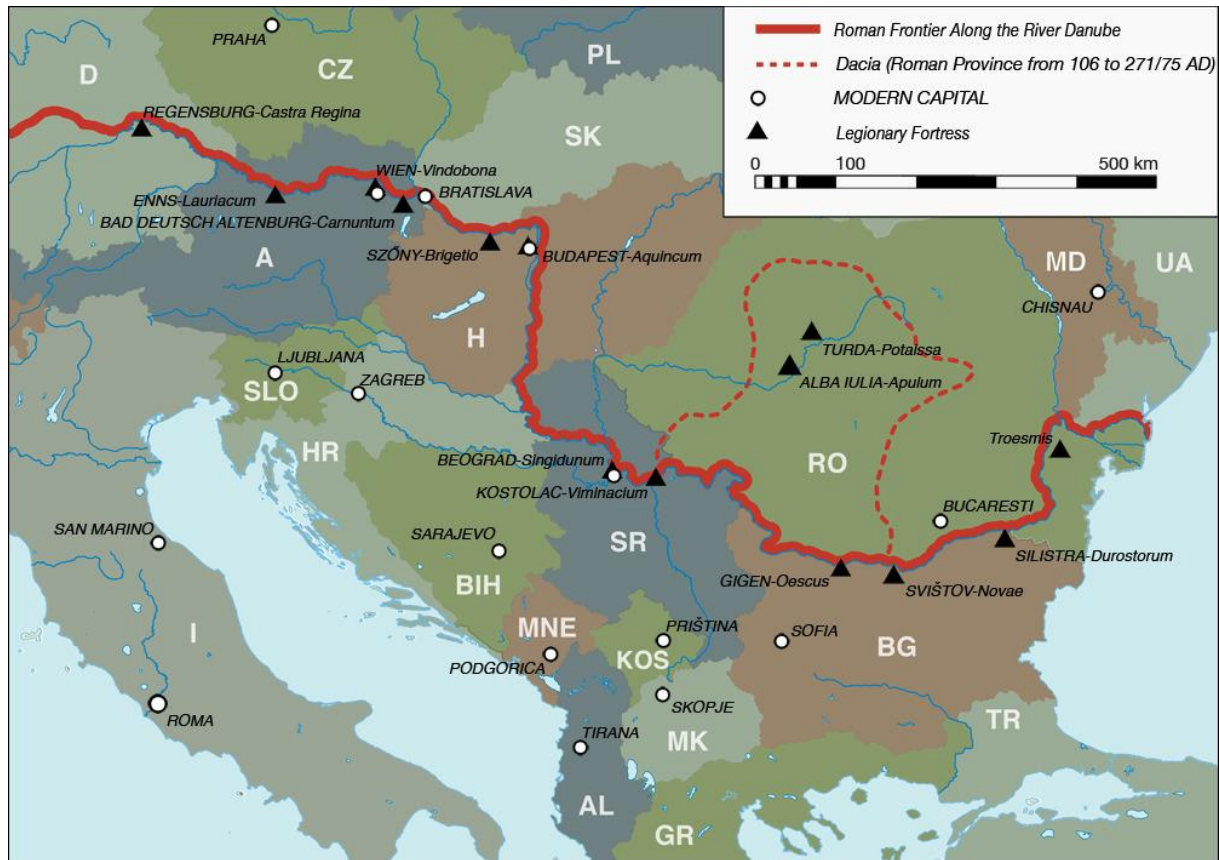 PRAHA
D
CZ
PL
Roman Frontier Along the River Danube
Dacia (Roman Province from 106 to 271/75 AD)
MODERN CAPITAL
Legionary Fortress
0 100 500 km
REGENSBURG-Castra Regina
SK
WIEN-Vindobona
ENNS-Lauriacum
BRATISLAVA
BAD DEUTSCH ALTENBURG-Carnuntum
A
SZŐNY-Brigetio
BUDAPEST-Aquincum
MD
UA
CHISNAU
H
TURDA-Potaissa
LJUBLJANA
ZAGREB
ALBA IULIA-Apulum
SLO
HR
Troesmis
BEOGRAD-Singidunum
RO
KOSTOLAC-Viminacium
BUCARESTI
SAN MARINO
SARAJEVO
SR
SILISTRA-Durostorum
BIH
GIGEN-Oescus
SVIŠTOV-Novae
I
MNE
PRIŠTINA
SOFIA
BG
KOS
PODGORICA
SKOPJE
ROMA
TIRANA
MK
TR
AL
GR